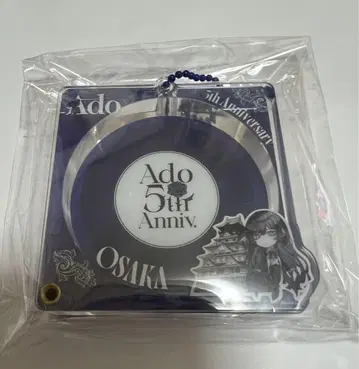 Ado
5th Anniversary
Ado
5th
Anniv.
OSAKA